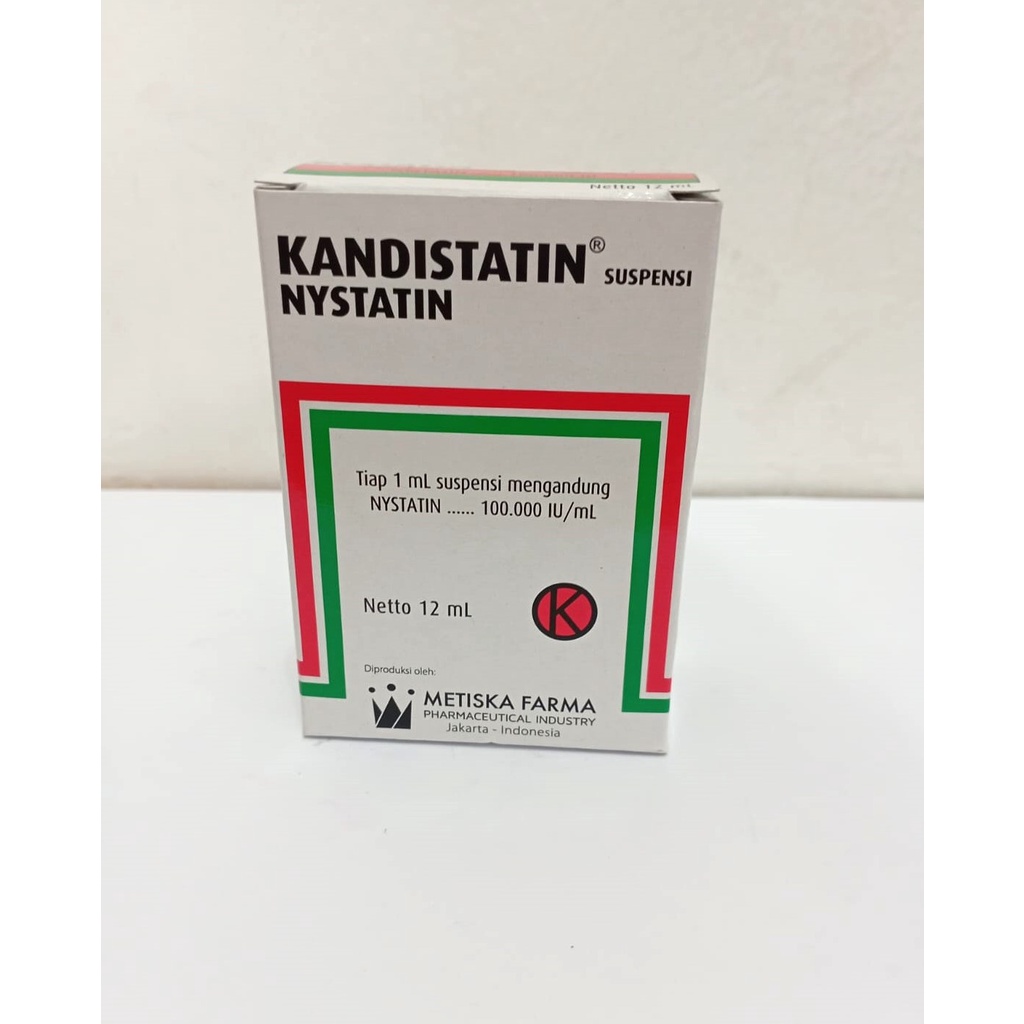 Netto 12 mL
KANDISTATIN® SUSPENSI
NYSTATIN
Tiap 1 mL suspensi mengandung
NYSTATIN ...... 100.000 IU/mL
Netto 12 mL
K
Diproduksi oleh:
METISKA FARMA
PHARMACEUTICAL INDUSTRY
Jakarta - Indonesia